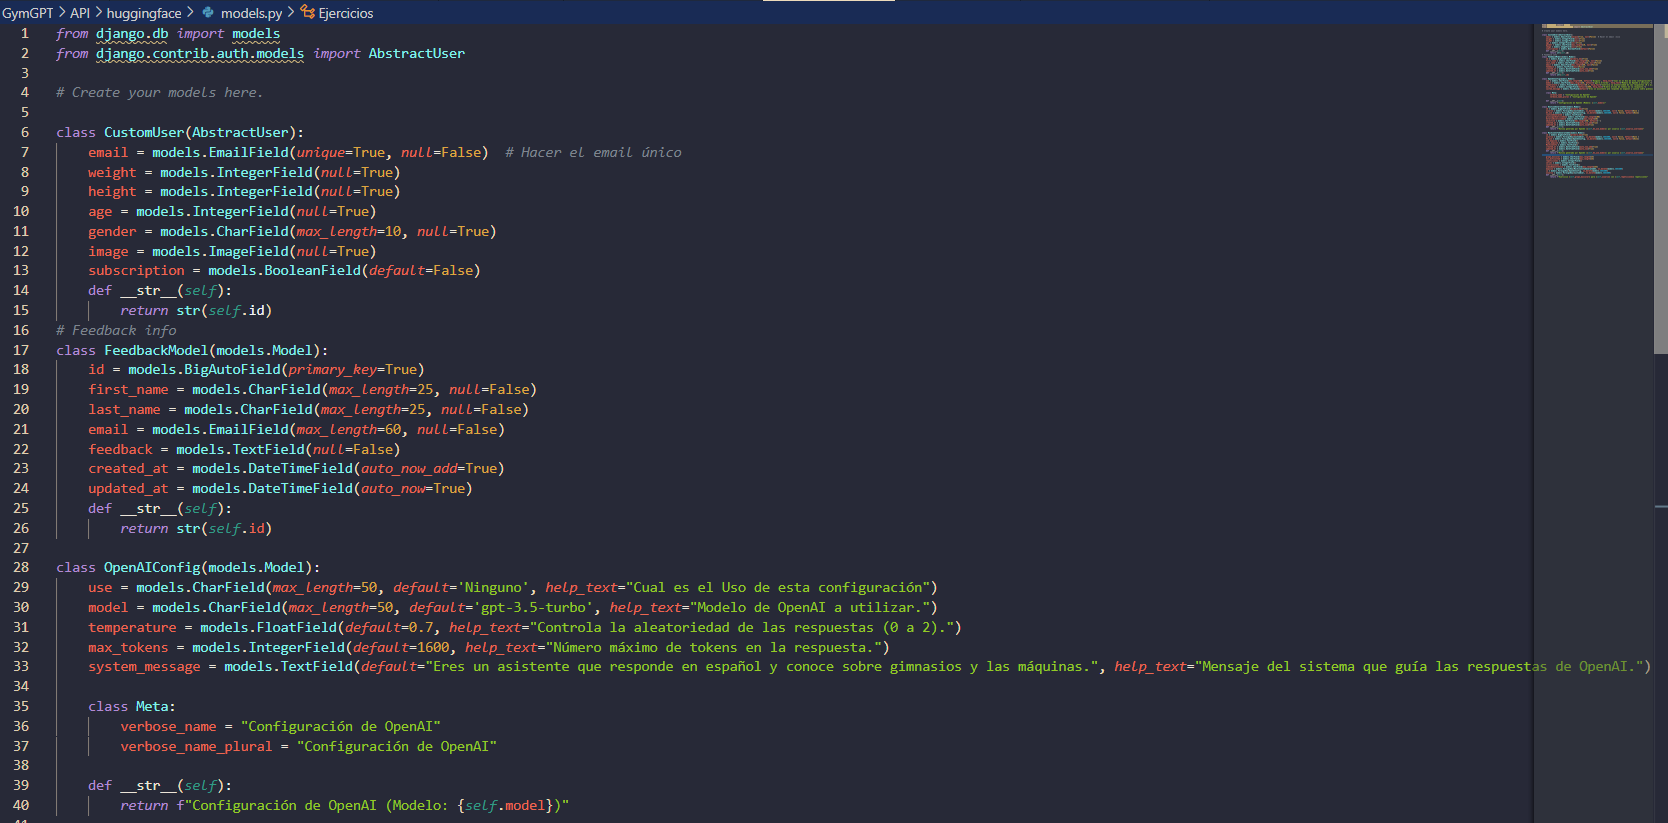 GymGPT > API > huggingface > models.py > Ejercicios
1 from django.db import models
2 from django.contrib.auth.models import AbstractUser
3
4 # Create your models here.
5
6 class CustomUser(AbstractUser):
7     email = models.EmailField(unique=True, null=False)  # Hacer el email único
8     weight = models.IntegerField(null=True)
9     height = models.IntegerField(null=True)
10     age = models.IntegerField(null=True)
11     gender = models.CharField(max_length=10, null=True)
12     image = models.ImageField(null=True)
13     subscription = models.BooleanField(default=False)
14     def __str__(self):
15         return str(self.id)
16 # Feedback info
17 class FeedbackModel(models.Model):
18     id = models.BigAutoField(primary_key=True)
19     first_name = models.CharField(max_length=25, null=False)
20     last_name = models.CharField(max_length=25, null=False)
21     email = models.EmailField(max_length=60, null=False)
22     feedback = models.TextField(null=False)
23     created_at = models.DateTimeField(auto_now_add=True)
24     updated_at = models.DateTimeField(auto_now=True)
25     def __str__(self):
26         return str(self.id)
27
28 class OpenAIConfig(models.Model):
29     use = models.CharField(max_length=50, default='Ninguno', help_text="Cual es el Uso de esta configuración")
30     model = models.CharField(max_length=50, default='gpt-3.5-turbo', help_text="Modelo de OpenAI a utilizar.")
31     temperature = models.FloatField(default=0.7, help_text="Controla la aleatoriedad de las respuestas (0 a 2).")
32     max_tokens = models.IntegerField(default=1600, help_text="Número máximo de tokens en la respuesta.")
33     system_message = models.TextField(default="Eres un asistente que responde en español y conoce sobre gimnasios y las máquinas.", help_text="Mensaje del sistema que guía las respuestas de OpenAI.")
34
35     class Meta:
36         verbose_name = "Configuración de OpenAI"
37         verbose_name_plural = "Configuración de OpenAI"
38
39     def __str__(self):
40         return f"Configuración de OpenAI (Modelo: {self.model})"